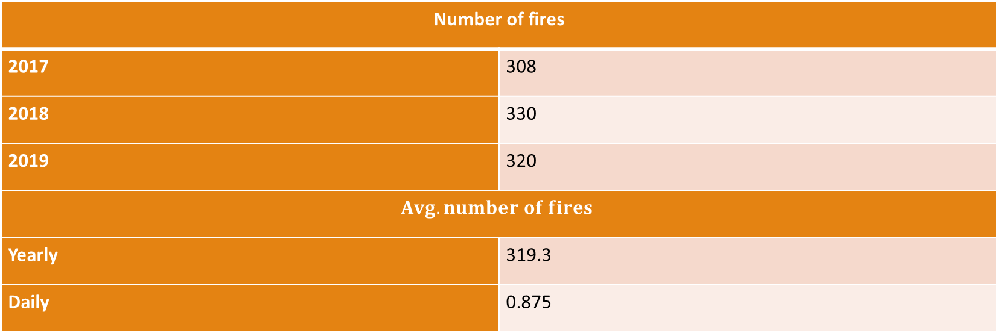 Number of fires
2017 308
2018 330
2019 320
Avg. number of fires
Yearly 319.3
Daily 0.875